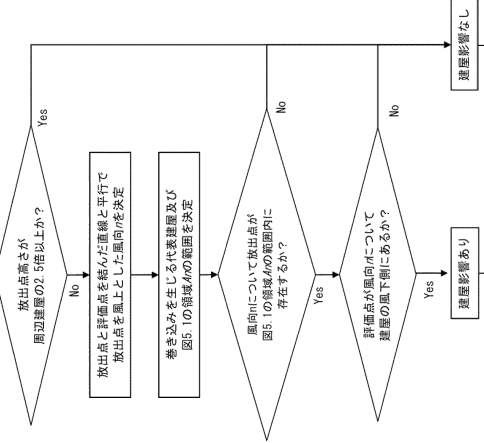 放出点高さが
周辺建屋の2.5倍以上か？
Yes
No
放出点と評価点を結んだ直線と平行で
放出点を風上とした風向nを決定
巻き込みを生じる代表建屋及び
図5.1の領域Anの範囲を決定
風向nについて放出点が
図5.1の領域Anの範囲内に
存在するか？
No
Yes
評価点が風向nについて
建屋の風下側にあるか？
No
Yes
建屋影響あり
建屋影響なし